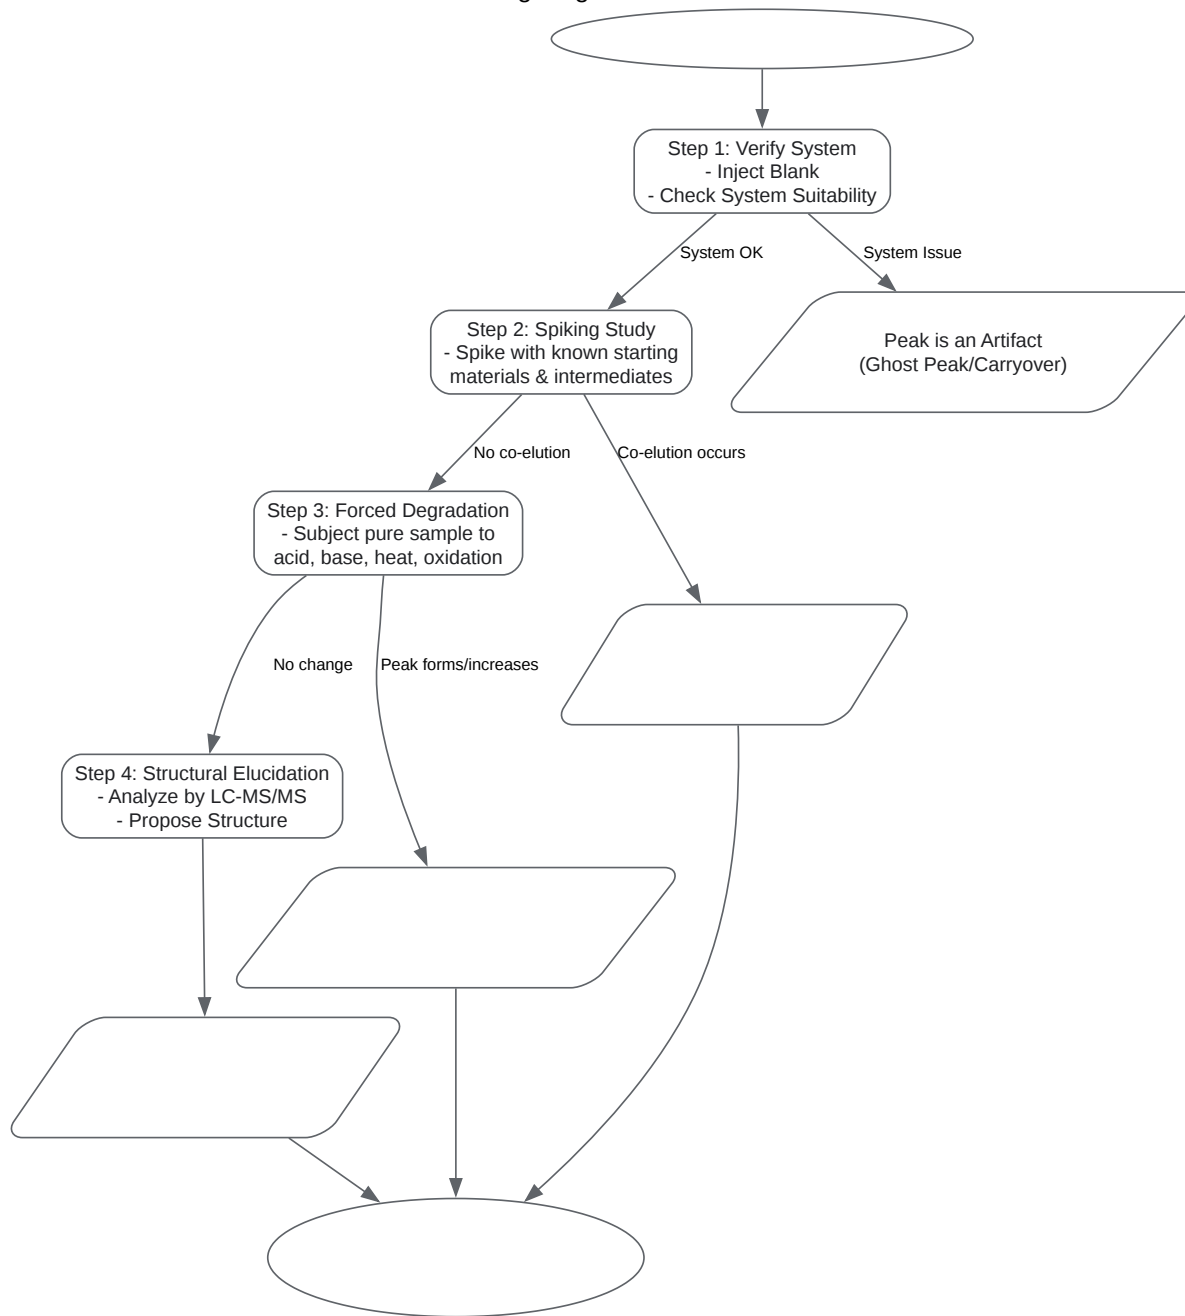 Step 1: Verify System
- Inject Blank
- Check System Suitability
System OK
System Issue
Step 2: Spiking Study
- Spike with known starting
materials & intermediates
Peak is an Artifact
(Ghost Peak/Carryover)
No co-elution
Co-elution occurs
Step 3: Forced Degradation
- Subject pure sample to
acid, base, heat, oxidation
No change
Peak forms/increases
Step 4: Structural Elucidation
- Analyze by LC-MS/MS
- Propose Structure